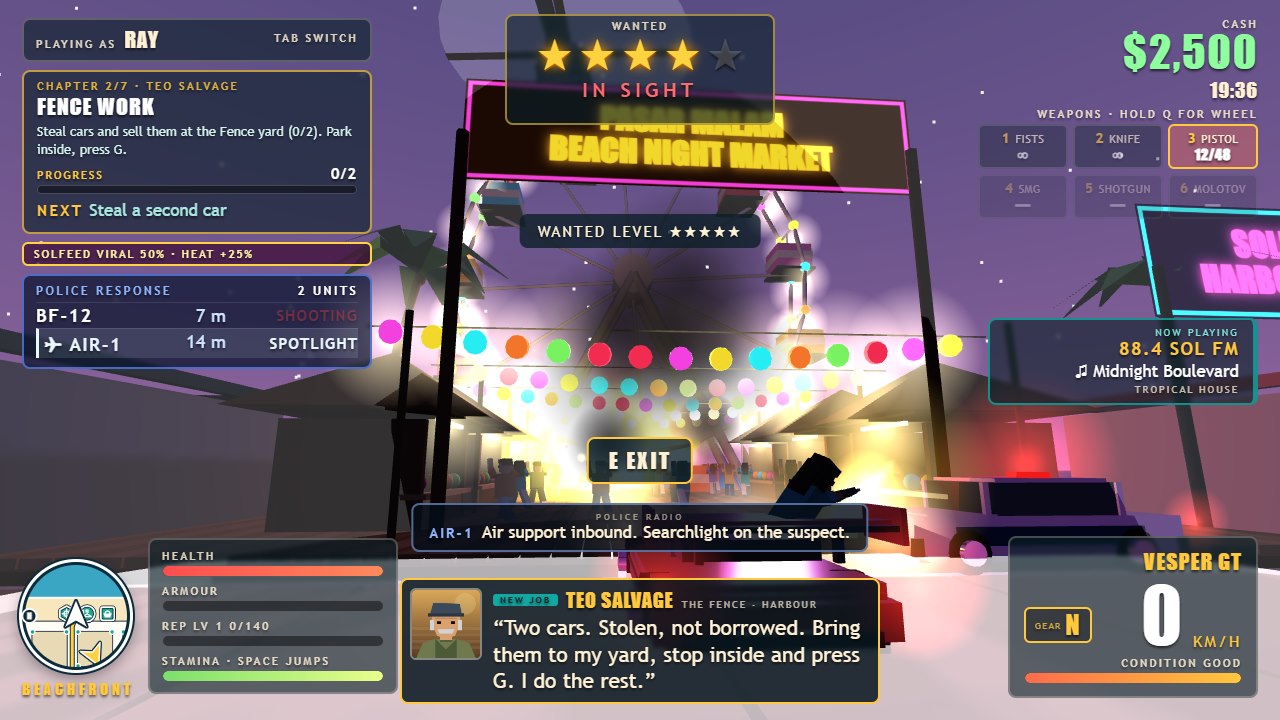 PLAYING AS RAY
TAB SWITCH
CHAPTER 2/7 · TEO SALVAGE
FENCE WORK
Steal cars and sell them at the Fence yard (0/2). Park
inside, press G.
PROGRESS 0/2
NEXT Steal a second car
SOLFEED VIRAL 50% · HEAT +25%
POLICE RESPONSE 2 UNITS
BF-12 7 m SHOOTING
AIR-1 14 m SPOTLIGHT
WANTED
IN SIGHT
PASAR MALAM
BEACH NIGHT MARKET
WANTED LEVEL ★★★★★
CASH
$2,500
19:36
WEAPONS · HOLD Q FOR WHEEL
1 FISTS ∞
2 KNIFE ∞
3 PISTOL 12/48
4 SMG —
5 SHOTGUN —
6 MOLOTOV —
NOW PLAYING
88.4 SOL FM
♫ Midnight Boulevard
TROPICAL HOUSE
E EXIT
POLICE RADIO
AIR-1 Air support inbound. Searchlight on the suspect.
NEW JOB TEO SALVAGE THE FENCE · HARBOUR
“Two cars. Stolen, not borrowed. Bring
them to my yard, stop inside and press
G. I do the rest.”
BEACHFRONT
HEALTH
ARMOUR
REP LV 1 0/140
STAMINA · SPACE JUMPS
VESPER GT
GEAR N
0 KM/H
CONDITION GOOD